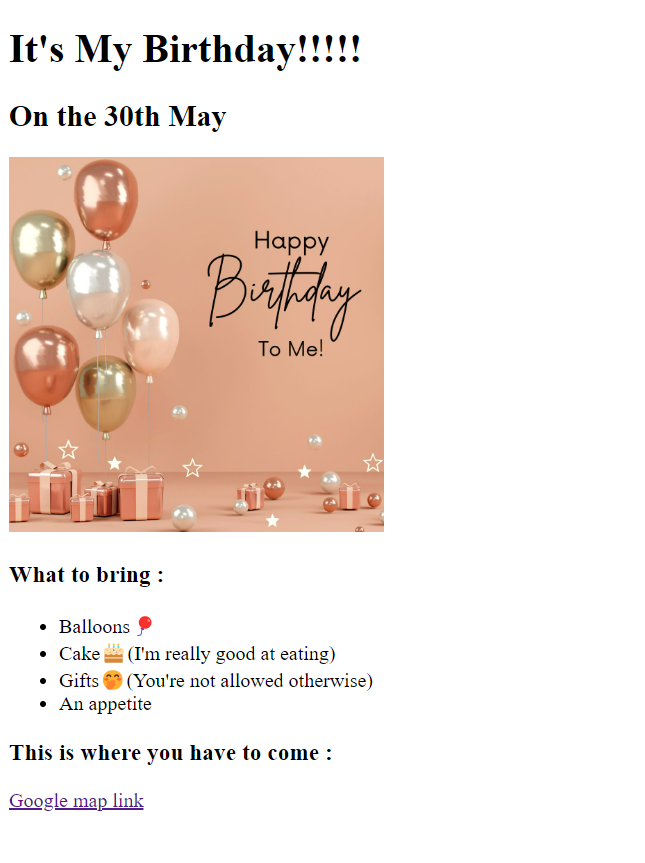 It's My Birthday!!!!!
On the 30th May
Happy
Birthday
To Me!
What to bring :
Balloons 🎈
Cake 🎂 (I'm really good at eating)
Gifts 🤭 (You're not allowed otherwise)
An appetite
This is where you have to come :
Google map link